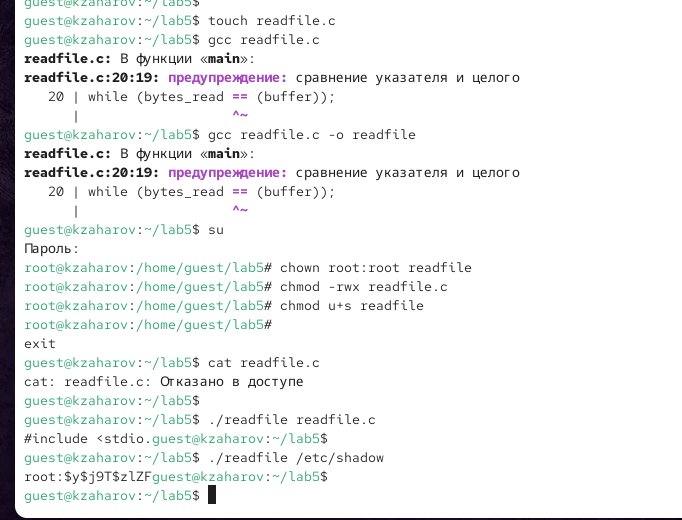 guest@kzaharov:~/lab5$
guest@kzaharov:~/lab5$ touch readfile.c
guest@kzaharov:~/lab5$ gcc readfile.c
readfile.c: В функции «main»:
readfile.c:20:19: предупреждение: сравнение указателя и целого
   20 | while (bytes_read == (buffer));
      |                   ^~
guest@kzaharov:~/lab5$ gcc readfile.c -o readfile
readfile.c: В функции «main»:
readfile.c:20:19: предупреждение: сравнение указателя и целого
   20 | while (bytes_read == (buffer));
      |                   ^~
guest@kzaharov:~/lab5$ su
Пароль:
root@kzaharov:/home/guest/lab5# chown root:root readfile
root@kzaharov:/home/guest/lab5# chmod -rwx readfile.c
root@kzaharov:/home/guest/lab5# chmod u+s readfile
root@kzaharov:/home/guest/lab5#
exit
guest@kzaharov:~/lab5$ cat readfile.c
cat: readfile.c: Отказано в доступе
guest@kzaharov:~/lab5$
guest@kzaharov:~/lab5$ ./readfile readfile.c
#include <stdio.guest@kzaharov:~/lab5$
guest@kzaharov:~/lab5$ ./readfile /etc/shadow
root:$y$j9T$zlZFguest@kzaharov:~/lab5$
guest@kzaharov:~/lab5$